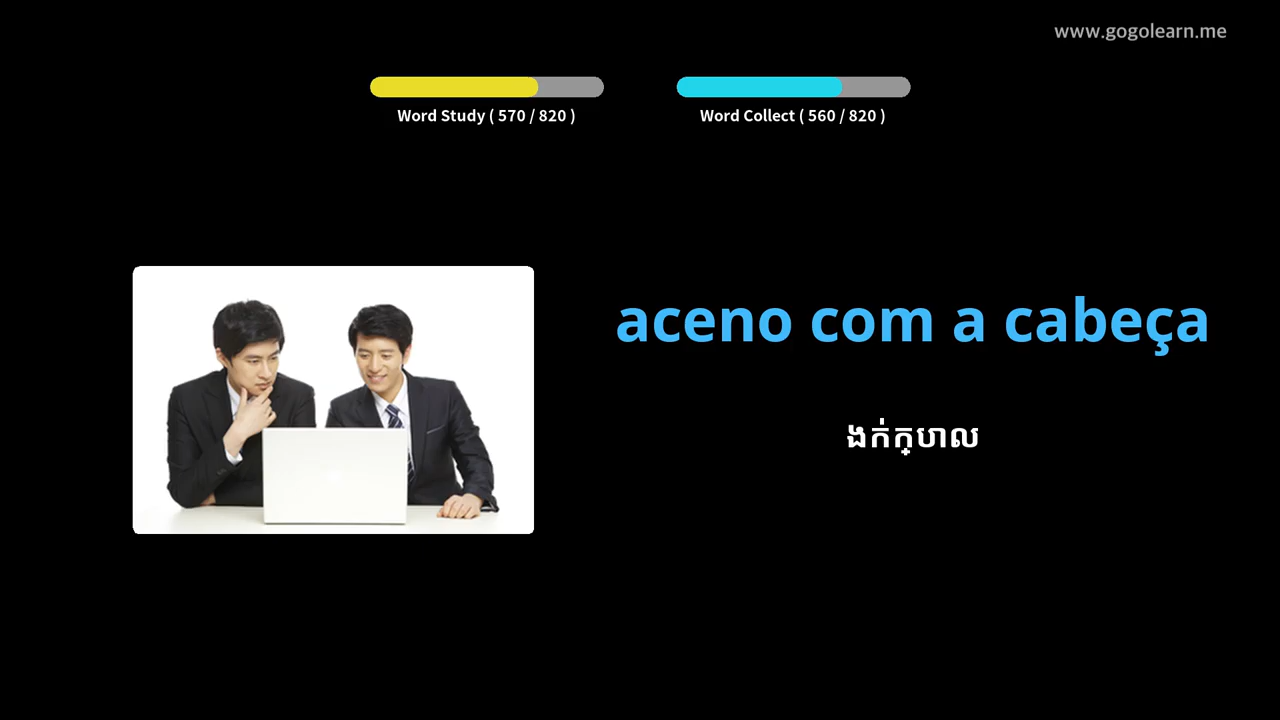 www.gogolearn.me
Word Study ( 570 / 820 )
Word Collect ( 560 / 820 )
aceno com a cabeça
ងក់ក្បាល